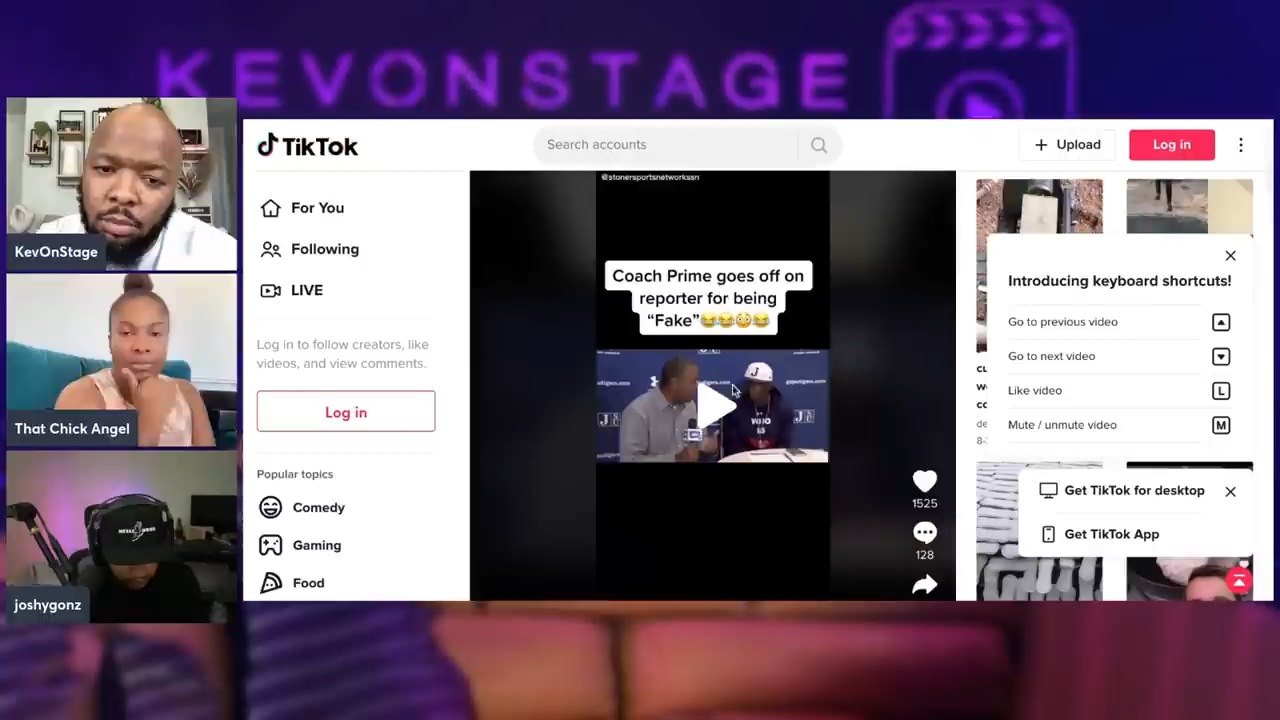 KEVONSTAGE
KevOnStage
That Chick Angel
joshygonz
TikTok
Search accounts
Upload
Log in
For You
Following
LIVE
Log in to follow creators, like
videos, and view comments.
Log in
Popular topics
Comedy
Gaming
Food
@stonersportsnetworkssn
Coach Prime goes off on
reporter for being
“Fake”😂😂😳😂
J
WHO
IS
1525
128
Introducing keyboard shortcuts!
Go to previous video
Go to next video
Like video
L
Mute / unmute video
M
Get TikTok for desktop
Get TikTok App